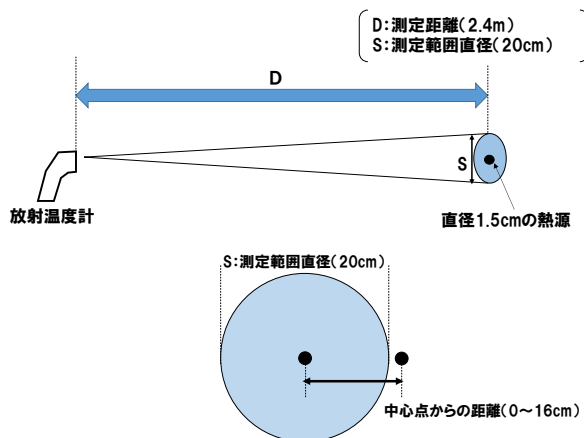 D:測定距離(2.4m)
S:測定範囲直径(20cm)
D
S
放射温度計
直径1.5cmの熱源
S:測定範囲直径(20cm)
中心点からの距離(0～16cm)